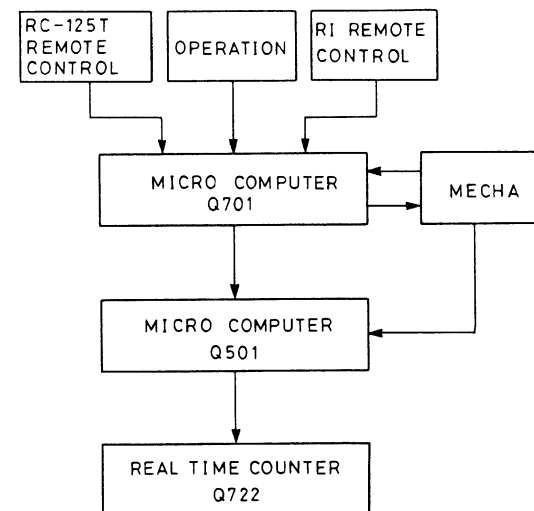 RC-125T
REMOTE
CONTROL
OPERATION
RI REMOTE
CONTROL
MICRO COMPUTER
Q701
MECHA
MICRO COMPUTER
Q501
REAL TIME COUNTER
Q722